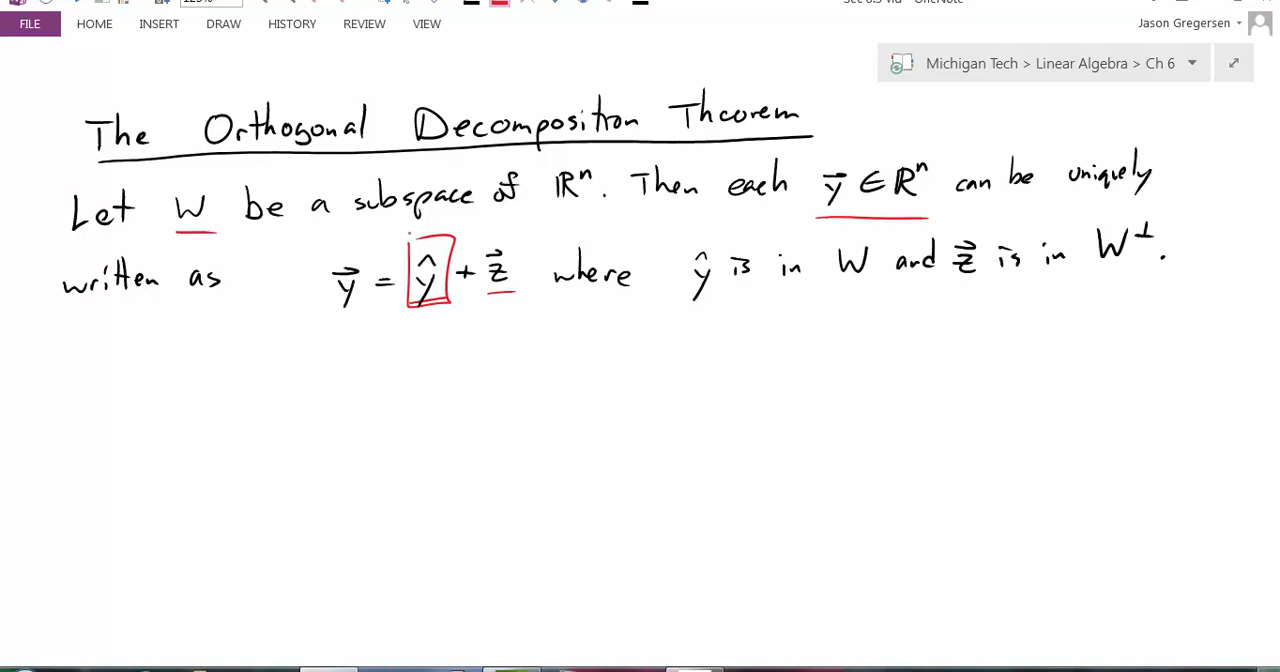 FILE HOME INSERT DRAW HISTORY REVIEW VIEW
Jason Gregersen
Michigan Tech > Linear Algebra > Ch 6
The Orthogonal Decomposition Theorem
Let W be a subspace of ℝⁿ. Then each y⃗ ∈ ℝⁿ can be uniquely
written as y⃗ = ŷ + z⃗ where ŷ is in W and z⃗ is in W⊥.